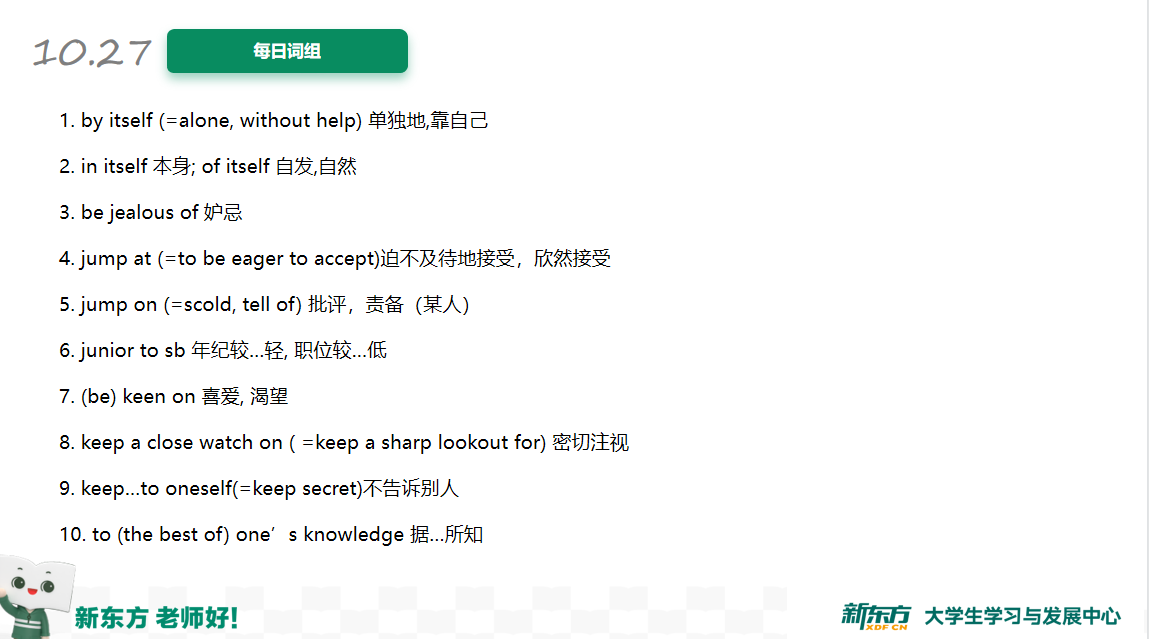 10.27
每日词组
1. by itself (=alone, without help) 单独地,靠自己
2. in itself 本身; of itself 自发,自然
3. be jealous of 妒忌
4. jump at (=to be eager to accept)迫不及待地接受，欣然接受
5. jump on (=scold, tell of) 批评，责备（某人）
6. junior to sb 年纪较…轻, 职位较…低
7. (be) keen on 喜爱, 渴望
8. keep a close watch on ( =keep a sharp lookout for) 密切注视
9. keep…to oneself(=keep secret)不告诉别人
10. to (the best of) one’s knowledge 据…所知
新东方 老师好!
新东方 XDF.CN 大学生学习与发展中心